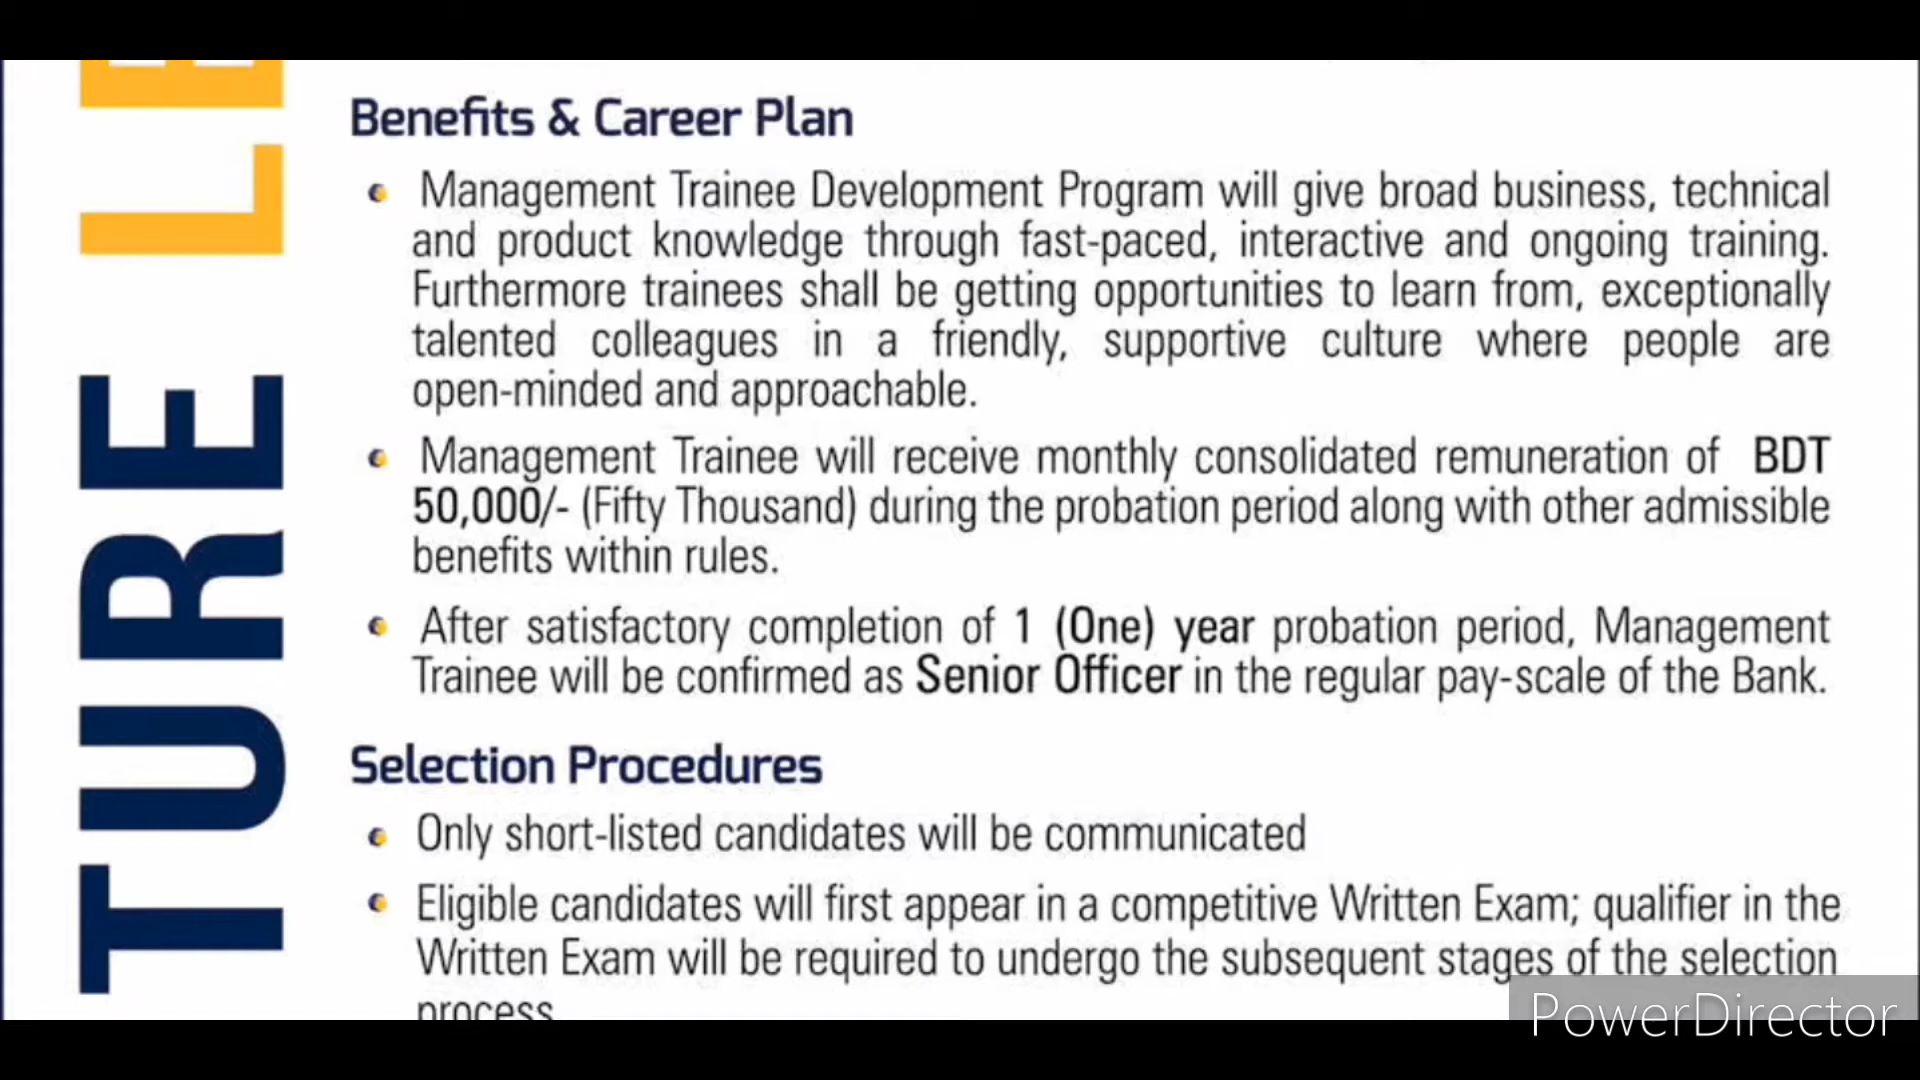 TURE LE
Benefits & Career Plan
Management Trainee Development Program will give broad business, technical
and product knowledge through fast-paced, interactive and ongoing training.
Furthermore trainees shall be getting opportunities to learn from, exceptionally
talented colleagues in a friendly, supportive culture where people are
open-minded and approachable.
Management Trainee will receive monthly consolidated remuneration of BDT
50,000/- (Fifty Thousand) during the probation period along with other admissible
benefits within rules.
After satisfactory completion of 1 (One) year probation period, Management
Trainee will be confirmed as Senior Officer in the regular pay-scale of the Bank.
Selection Procedures
Only short-listed candidates will be communicated
Eligible candidates will first appear in a competitive Written Exam; qualifier in the
Written Exam will be required to undergo the subsequent stages of the selection
process
PowerDirector